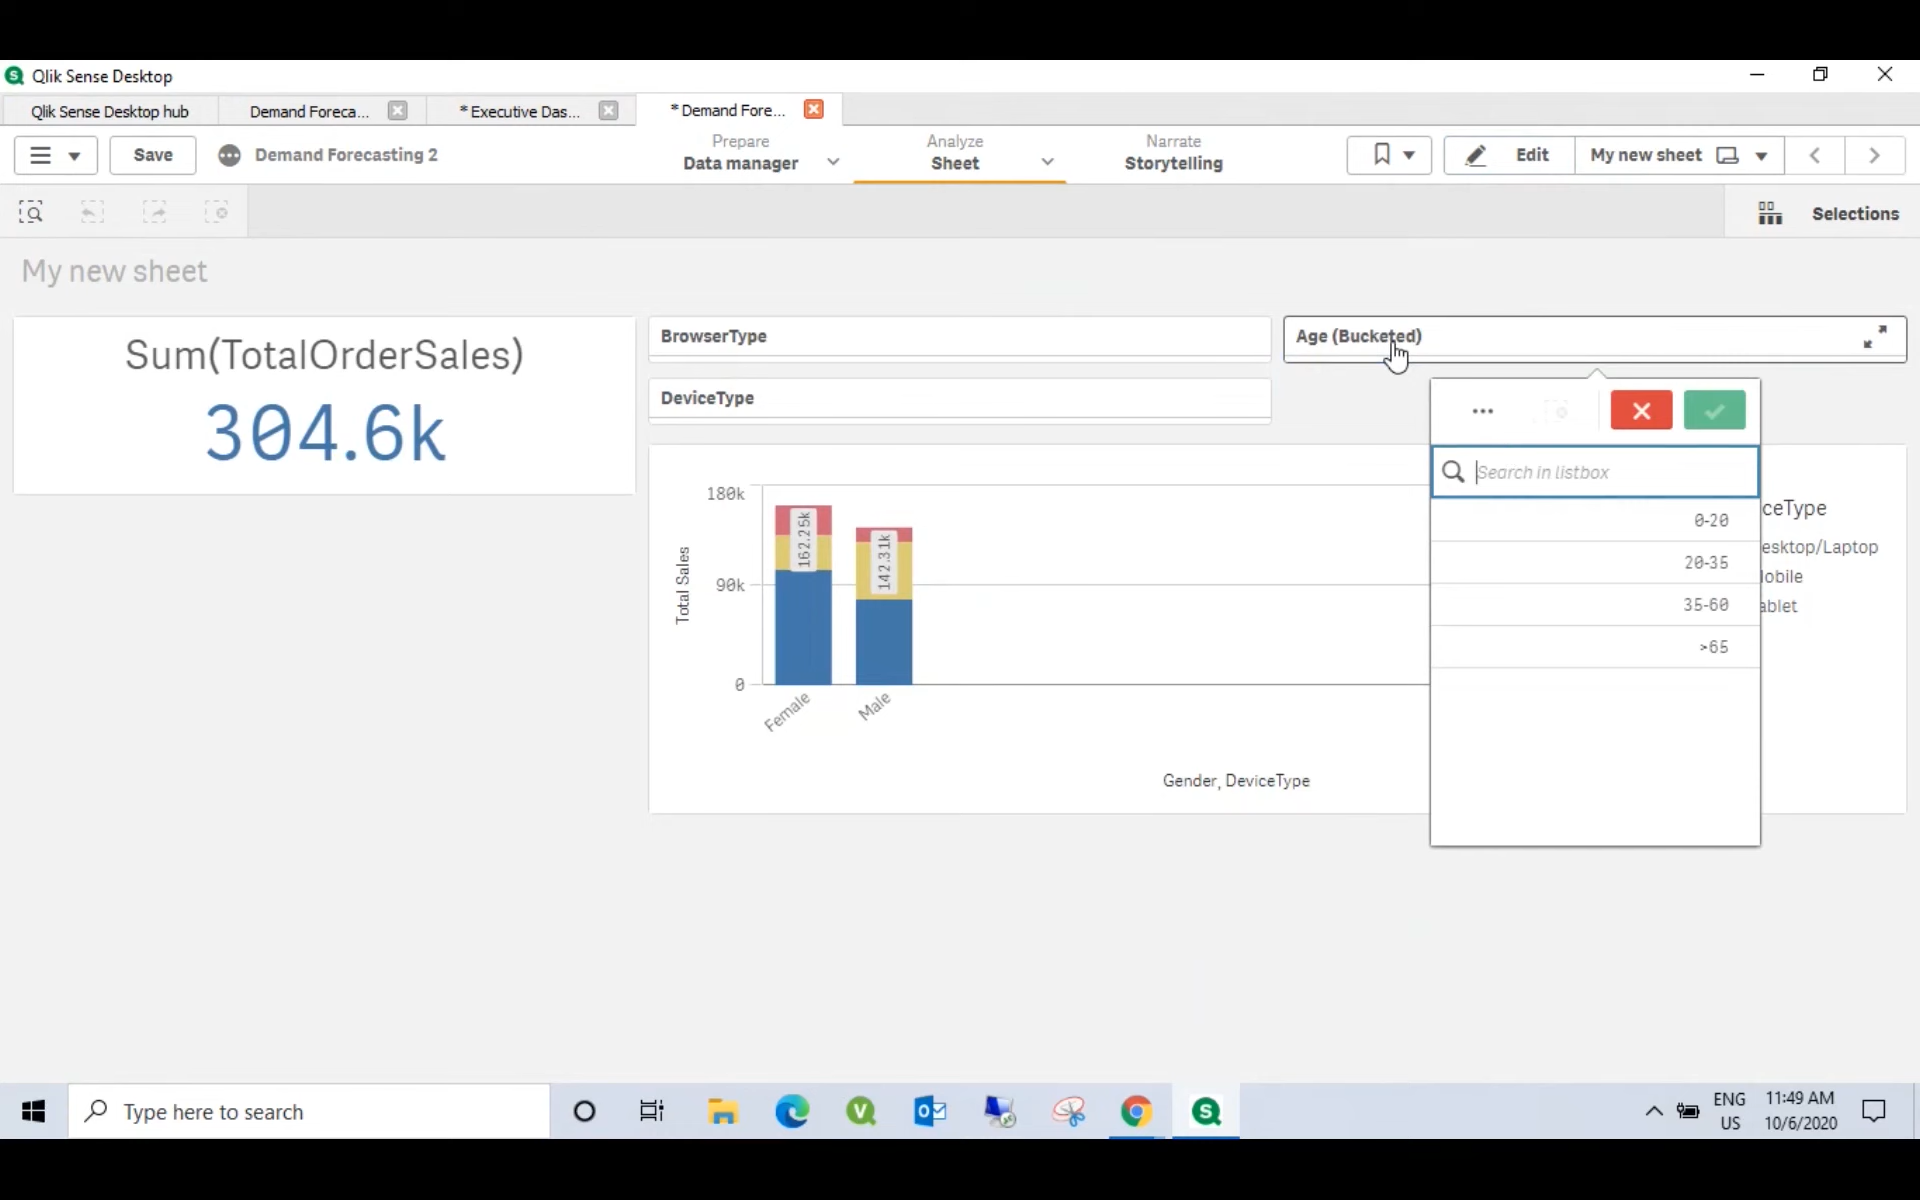 Qlik Sense Desktop
Qlik Sense Desktop hub
Demand Foreca...
* Executive Das...
* Demand Fore...
Save
Demand Forecasting 2
Prepare
Data manager
Analyze
Sheet
Narrate
Storytelling
Edit
My new sheet
Selections
My new sheet
Sum(TotalOrderSales)
304.6k
BrowserType
Age (Bucketed)
DeviceType
Search in listbox
0-20
20-35
35-60
>65
Total Sales
180k
90k
0
162.25k
142.31k
Female
Male
Gender, DeviceType
ceType
esktop/Laptop
obile
ablet
Type here to search
ENG
US
11:49 AM
10/6/2020